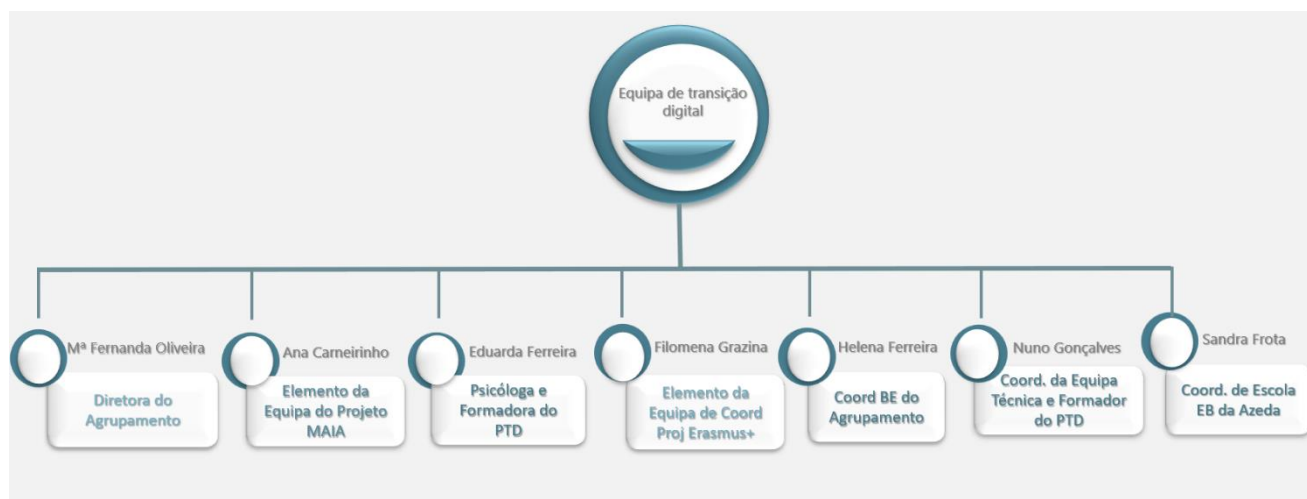 Equipa de transição
digital
Mª Fernanda Oliveira
Diretora do
Agrupamento
Ana Carneirinho
Elemento da
Equipa do Projeto
MAIA
Eduarda Ferreira
Psicóloga e
Formadora do
PTD
Filomena Grazina
Elemento da
Equipa de Coord
Proj Erasmus+
Helena Ferreira
Coord BE do
Agrupamento
Nuno Gonçalves
Coord. da Equipa
Técnica e Formador
do PTD
Sandra Frota
Coord. de Escola
EB da Azeda